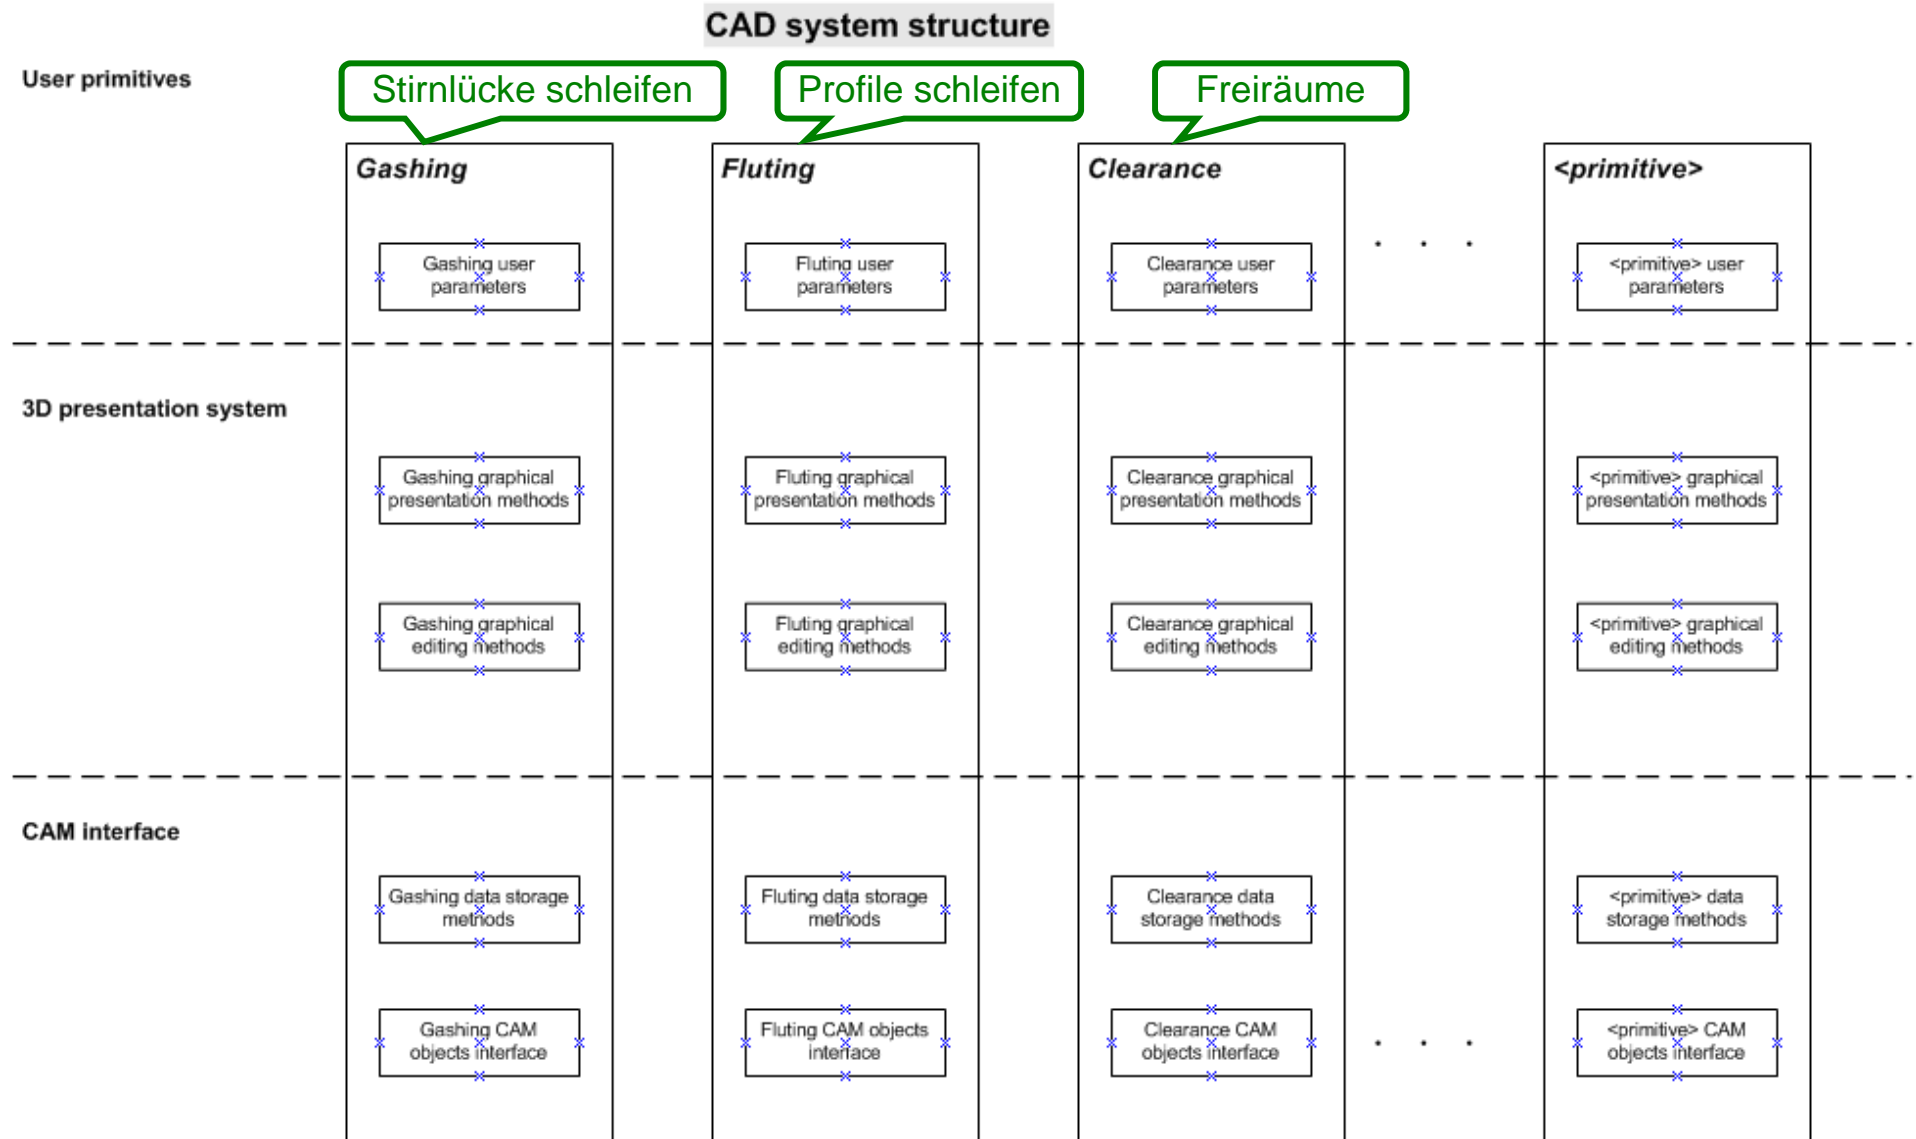 CAD system structure
User primitives
Stirnlücke schleifen
Profile schleifen
Freiräume
Gashing
Fluting
Clearance
<primitive>
Gashing user
parameters
Fluting user
parameters
Clearance user
parameters
. . .
<primitive> user
parameters
3D presentation system
Gashing graphical
presentation methods
Fluting graphical
presentation methods
Clearance graphical
presentation methods
<primitive> graphical
presentation methods
Gashing graphical
editing methods
Fluting graphical
editing methods
Clearance graphical
editing methods
<primitive> graphical
editing methods
CAM interface
Gashing data storage
methods
Fluting data storage
methods
Clearance data
storage methods
<primitive> data
storage methods
Gashing CAM
objects interface
Fluting CAM objects
interface
Clearance CAM
objects interface
. . .
<primitive> CAM
objects interface